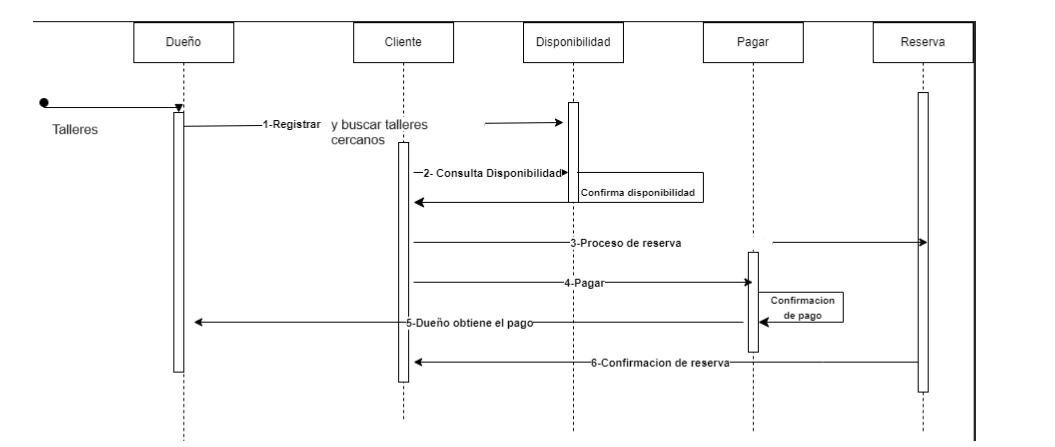 Dueño
Cliente
Disponibilidad
Pagar
Reserva
Talleres
1-Registrar y buscar talleres
cercanos
2- Consulta Disponibilidad
Confirma disponibilidad
3-Proceso de reserva
4-Pagar
Confirmacion
de pago
5-Dueño obtiene el pago
6-Confirmacion de reserva